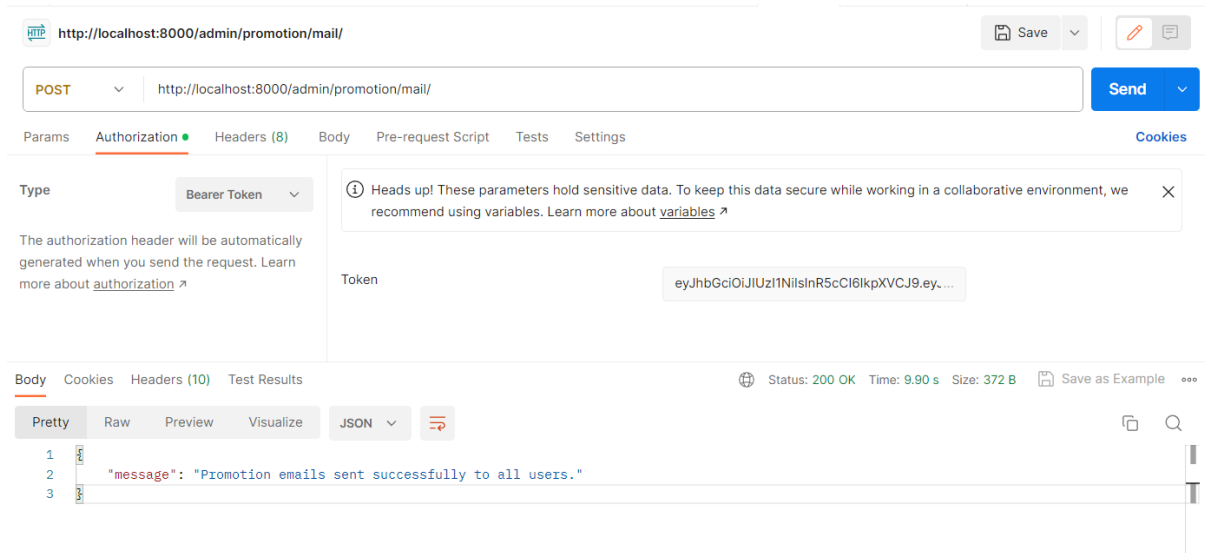 HTTP http://localhost:8000/admin/promotion/mail/ Save
POST http://localhost:8000/admin/promotion/mail/ Send
Params Authorization Headers (8) Body Pre-request Script Tests Settings Cookies
Type Bearer Token
The authorization header will be automatically
generated when you send the request. Learn
more about authorization ↗
Heads up! These parameters hold sensitive data. To keep this data secure while working in a collaborative environment, we
recommend using variables. Learn more about variables ↗
Token eyJhbGciOiJIUzI1NiIsInR5cCI6IkpXVCJ9.ey...
Body Cookies Headers (10) Test Results Status: 200 OK Time: 9.90 s Size: 372 B Save as Example
Pretty Raw Preview Visualize JSON
1 {
2 "message": "Promotion emails sent successfully to all users."
3 }